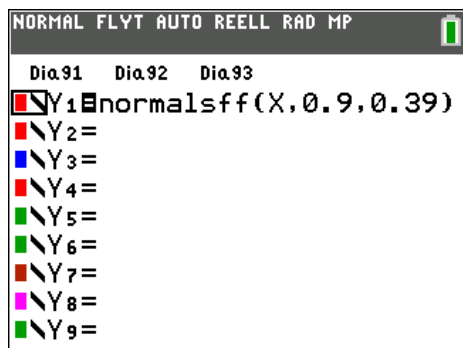 NORMAL FLYT AUTO REELL RAD MP
Dia91 Dia92 Dia93
\Y1=normalsff(X,0.9,0.39)
\Y2=
\Y3=
\Y4=
\Y5=
\Y6=
\Y7=
\Y8=
\Y9=